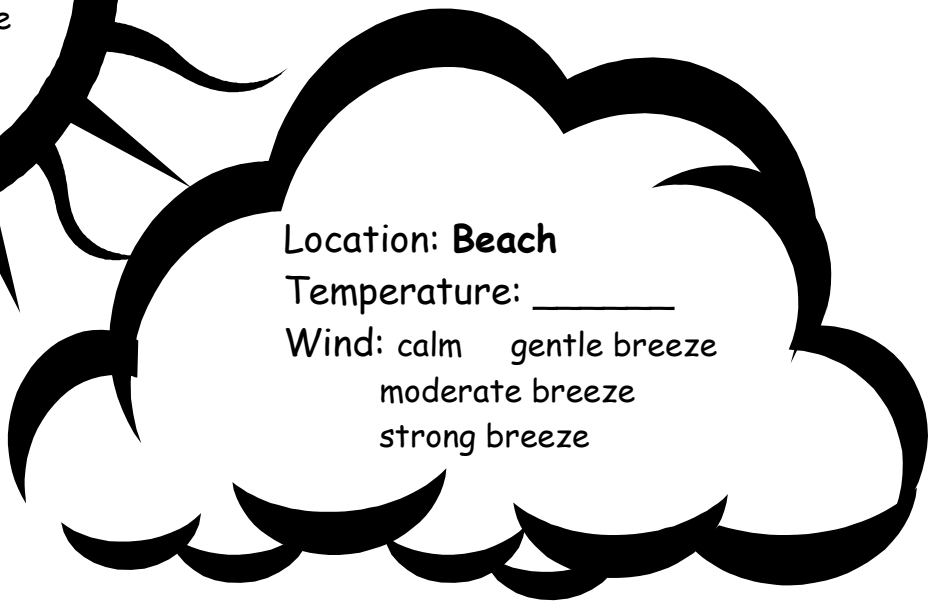 e
Location: Beach
Temperature: ______
Wind: calm gentle breeze
moderate breeze
strong breeze